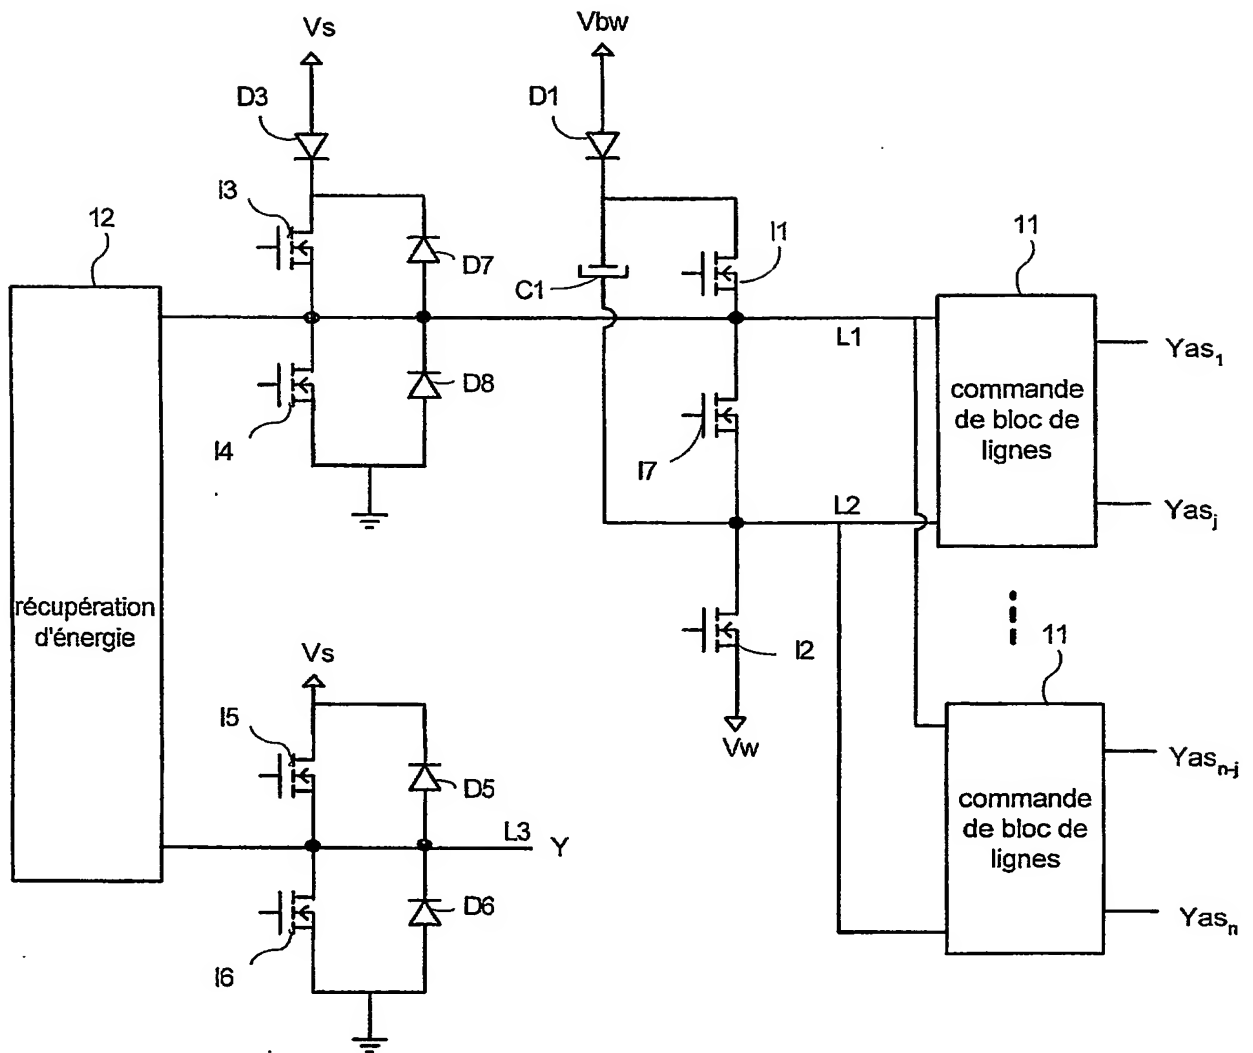 Vs
Vbw
D3
D1
I3
12
D7
C1
I1
11
L1
Yas1
D8
I4
commande
de bloc de
lignes
I7
L2
Yasj
récupération
d'énergie
Vs
I2
11
I5
Vw
D5
Yasn-j
commande
de bloc de
lignes
L3
Y
D6
I6
Yasn